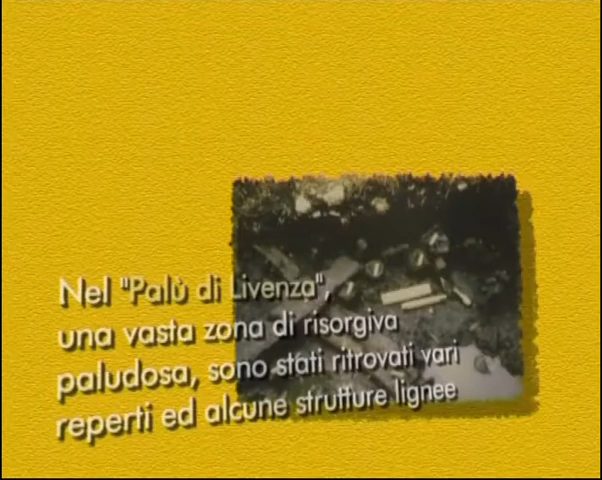 Nel "Palù di Livenza",
una vasta zona di risorgiva
paludosa, sono stati ritrovati vari
reperti ed alcune strutture lignee